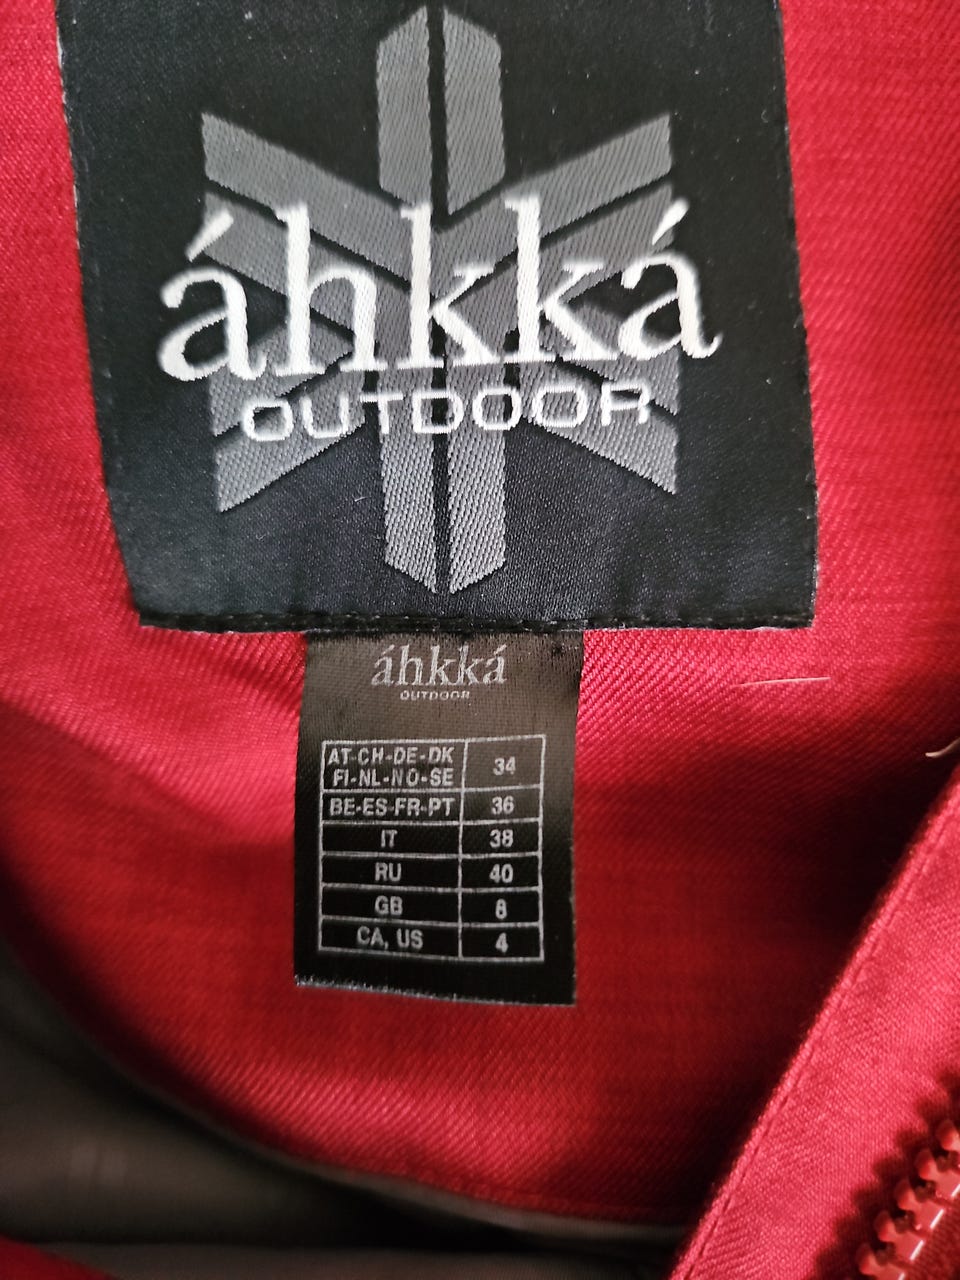 áhkká
OUTDOOR
áhkká
OUTDOOR
AT-CH-DE-DK
FI-NL-NO-SE 34
BE-ES-FR-PT 36
IT 38
RU 40
GB 8
CA, US 4